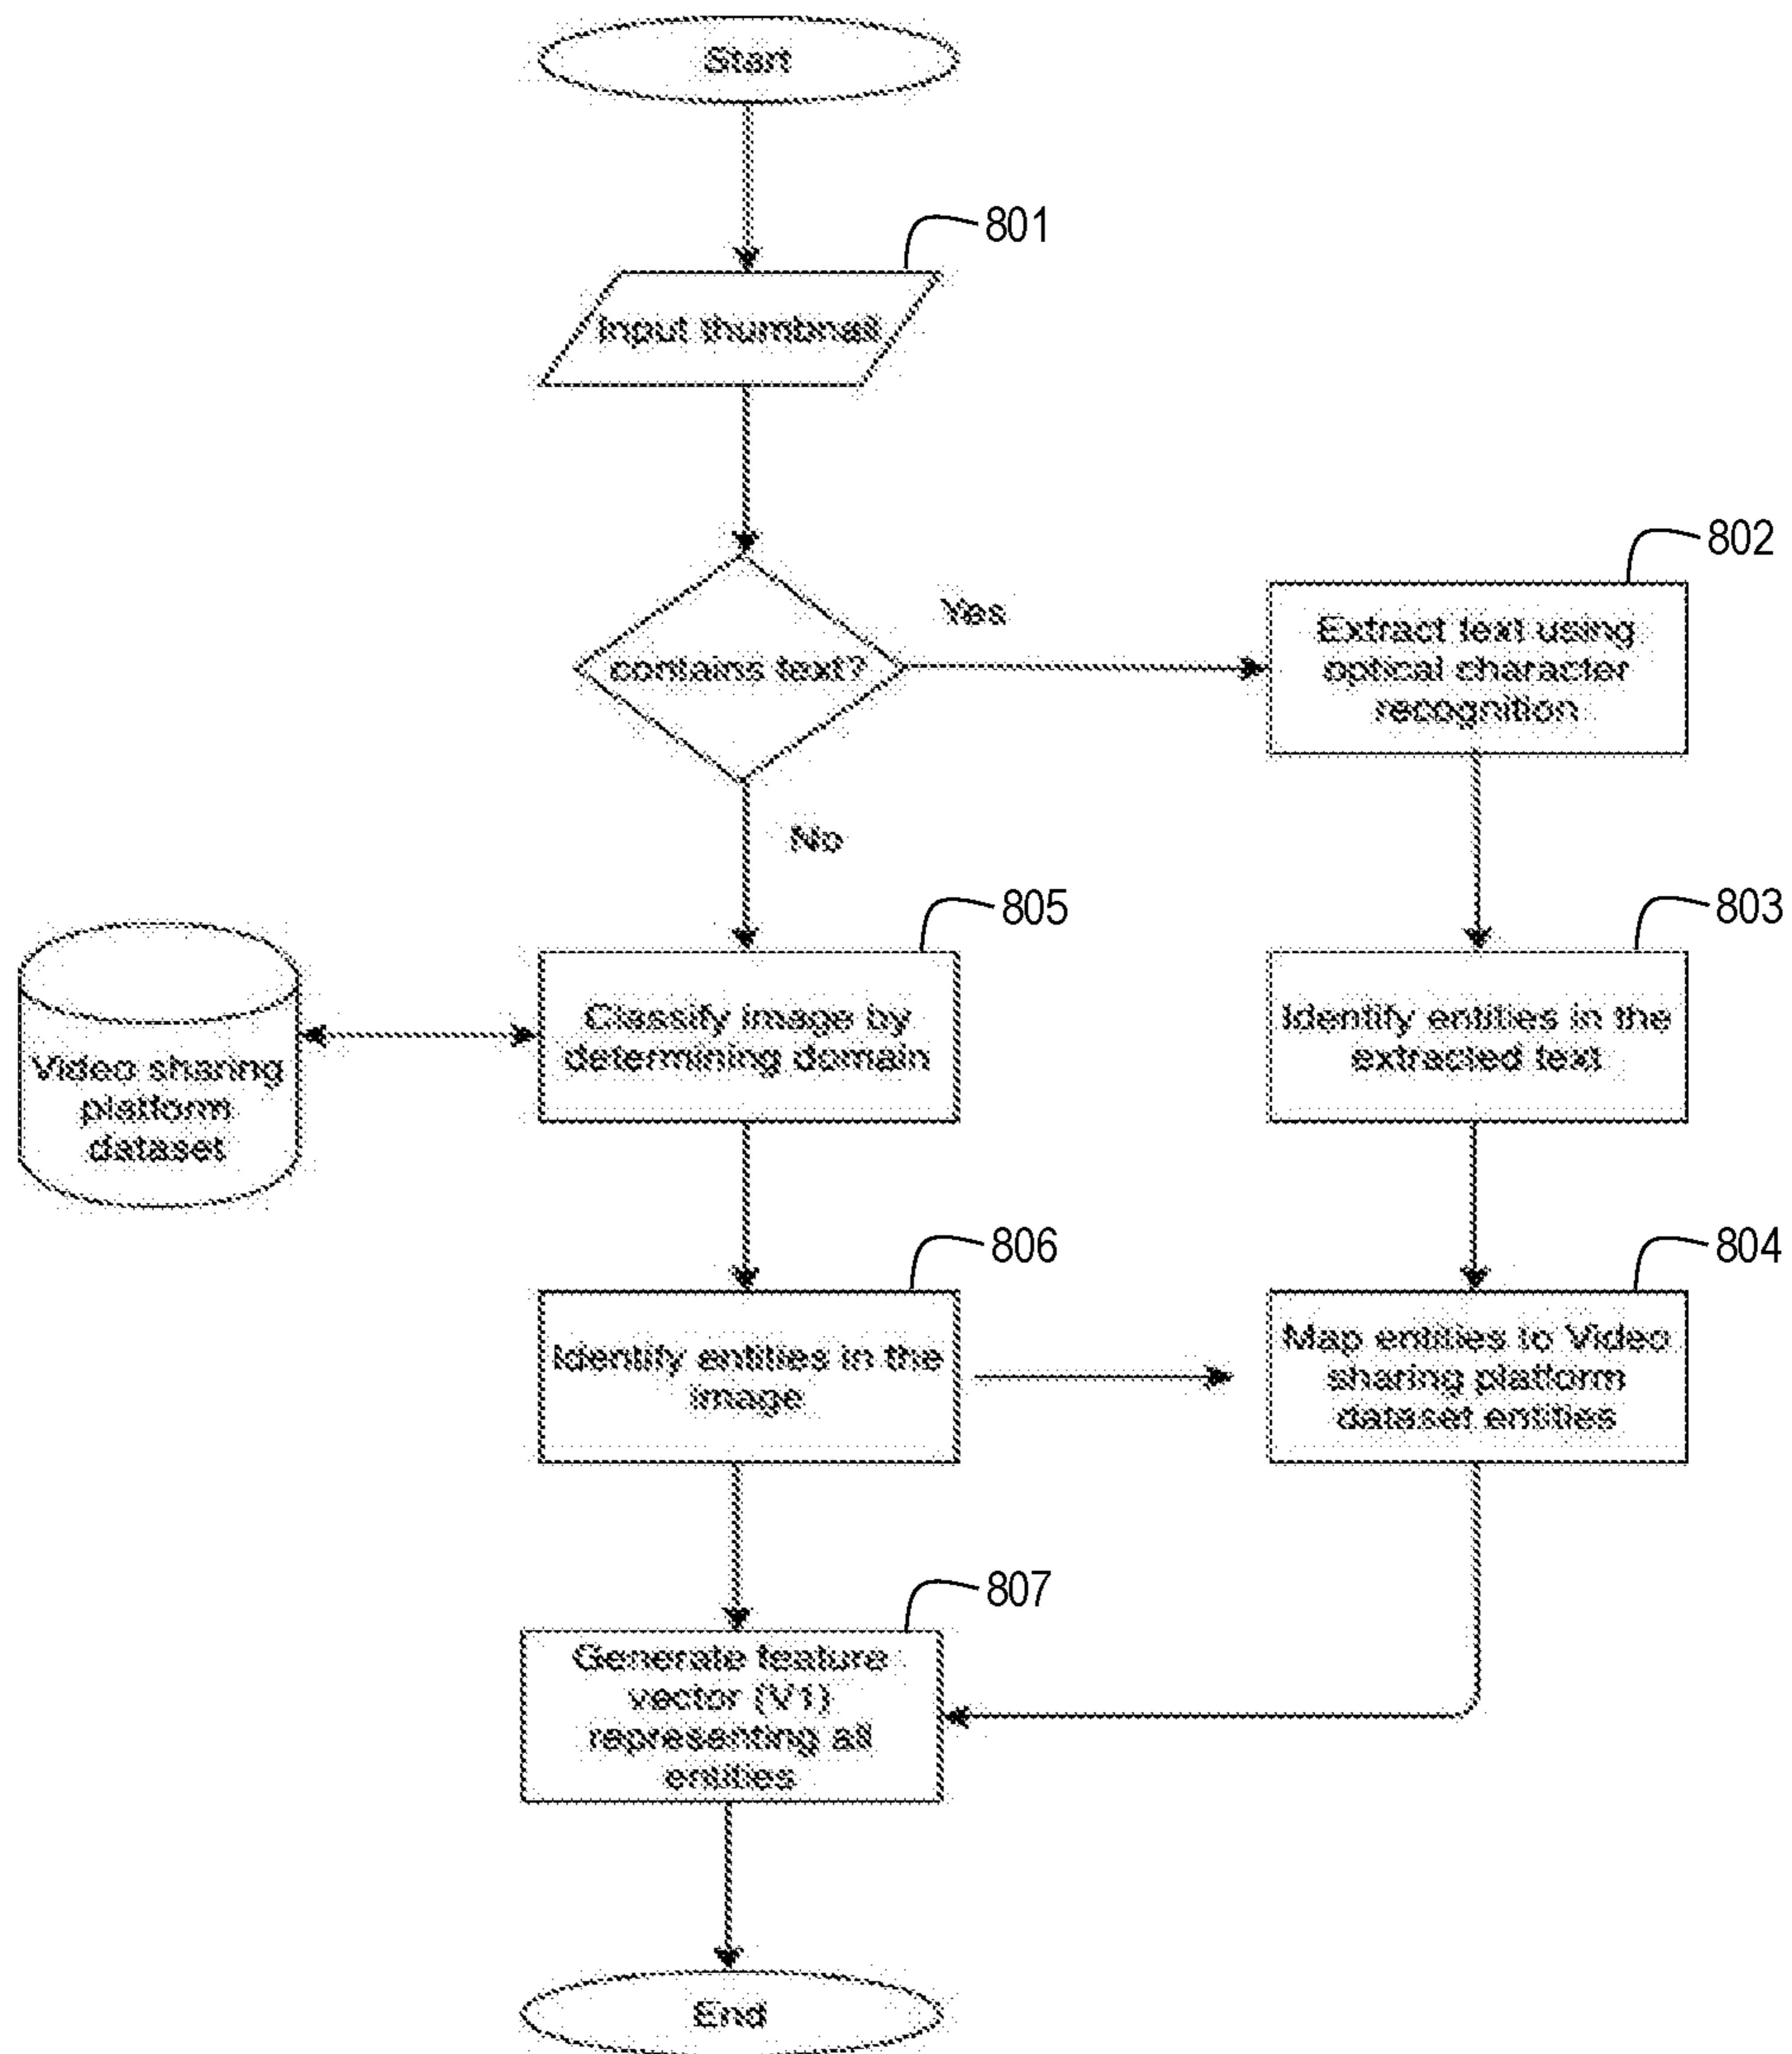 Start
801
Input thumbnail
802
Yes
contains text?
Extract text using
optical character
recognition
No
805
803
Video sharing
platform
dataset
Classify image by
determining domain
Identify entities in the
extracted text
806
804
Identify entities in the
image
Map entities to Video
sharing platform
dataset entities
807
Generate feature
vector (V1)
representing all
entities
End